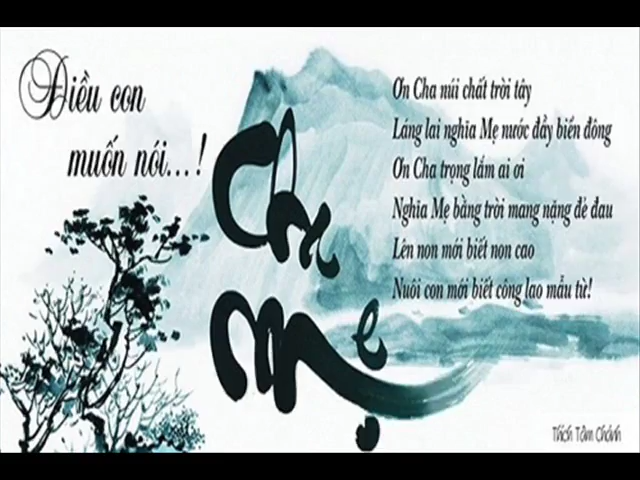 Điều con
muốn nói...!
Cha
Mẹ
Ơn Cha núi chất trời tây
Láng lai nghĩa Mẹ nước đầy biển đông
Ơn Cha trọng lắm ai ơi
Nghĩa Mẹ bằng trời mang nặng đẻ đau
Lên non mới biết non cao
Nuôi con mới biết công lao mẫu từ!
Thích Tâm Chánh